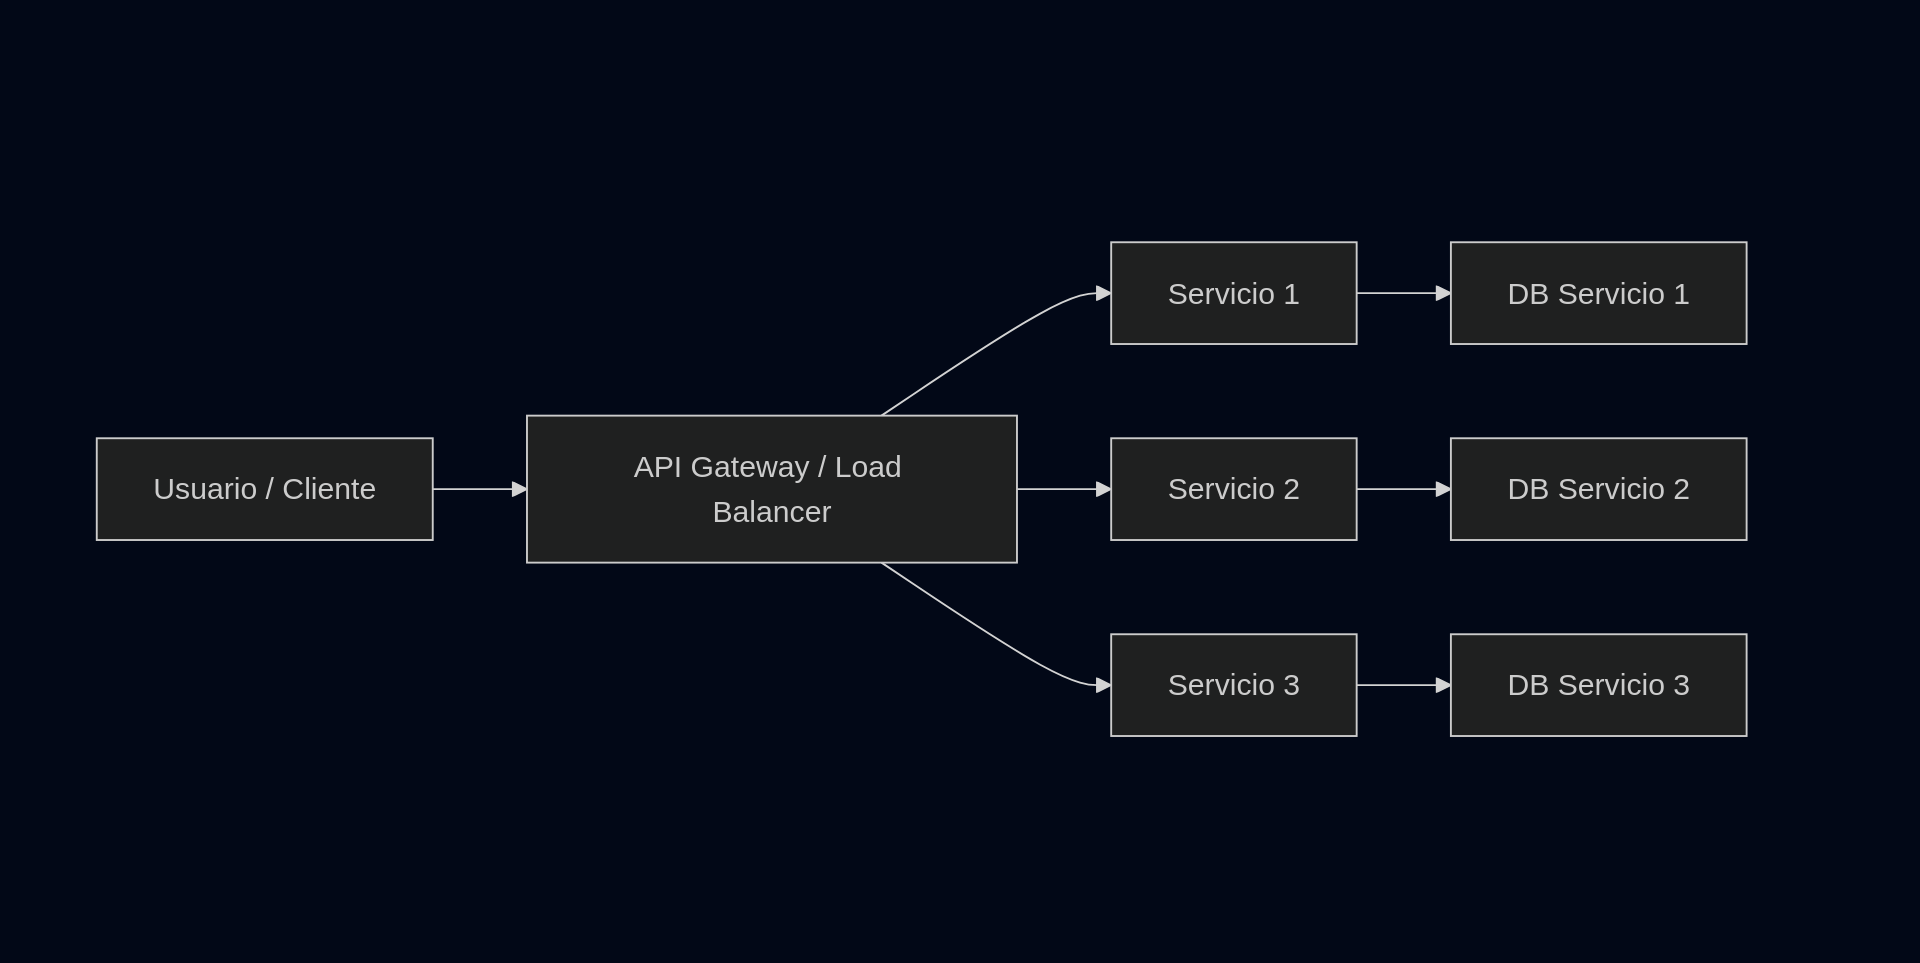 Usuario / Cliente
API Gateway / Load
Balancer
Servicio 1
DB Servicio 1
Servicio 2
DB Servicio 2
Servicio 3
DB Servicio 3